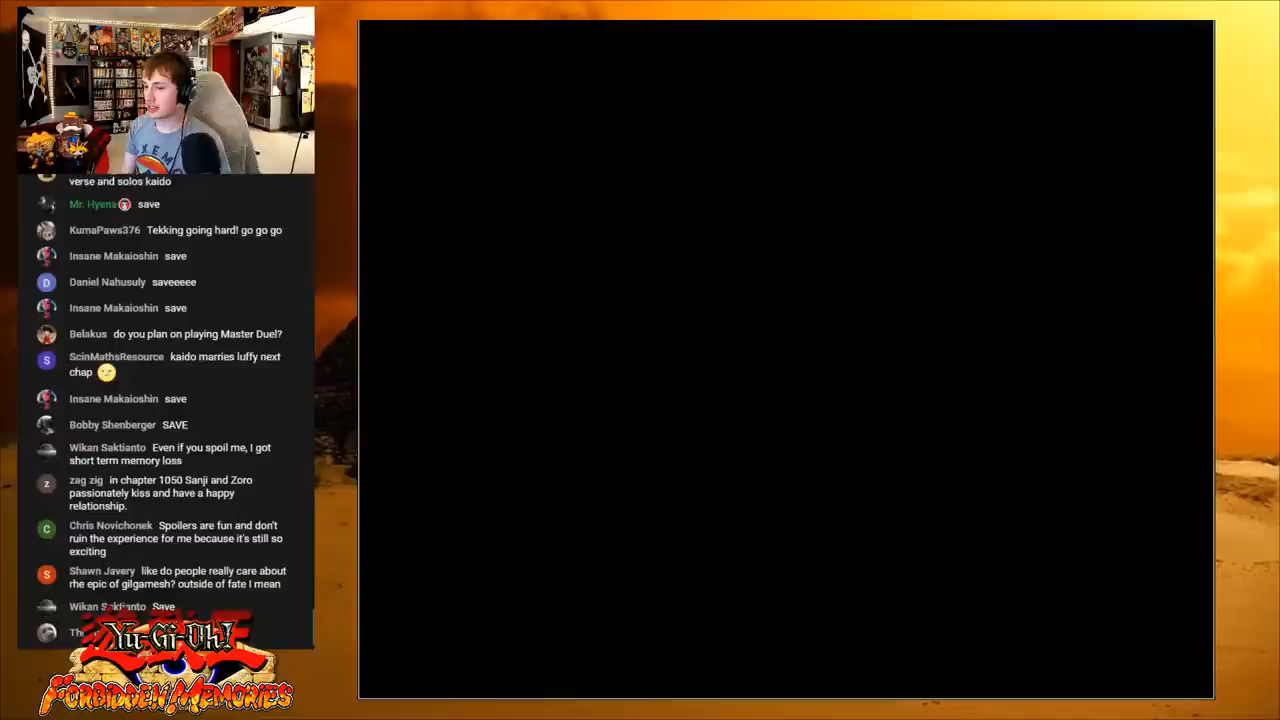 verse and solos kaido
Mr. Hyena save
KumaPaws376 Tekking going hard! go go go
Insane Makaioshin save
Daniel Nahusuly saveeeee
Insane Makaioshin save
Belakus do you plan on playing Master Duel?
ScinMathsResource kaido marries luffy next
chap
Insane Makaioshin save
Bobby Shenberger SAVE
Wikan Saktianto Even if you spoil me, I got
short term memory loss
zag zig in chapter 1050 Sanji and Zoro
passionately kiss and have a happy
relationship.
Chris Novichonek Spoilers are fun and don't
ruin the experience for me because it's still so
exciting
Shawn Javery like do people really care about
rhe epic of gilgamesh? outside of fate I mean
Wikan Saktianto Save
Yu-Gi-Oh!
Forbidden Memories